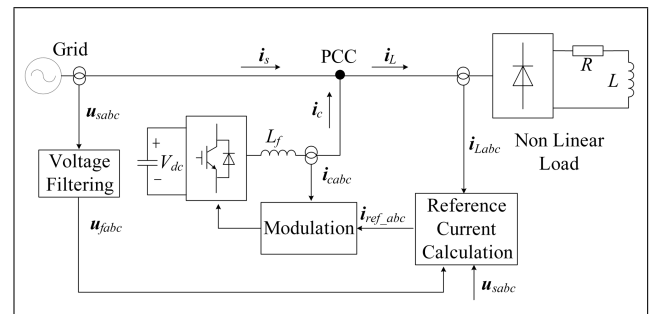 Grid
PCC
i_s
i_L
i_c
R
L
u_sabc
L_f
+
V_dc
−
Voltage
Filtering
i_cabc
i_Labc
Non Linear
Load
u_fabc
Modulation
i_ref_abc
Reference
Current
Calculation
u_sabc